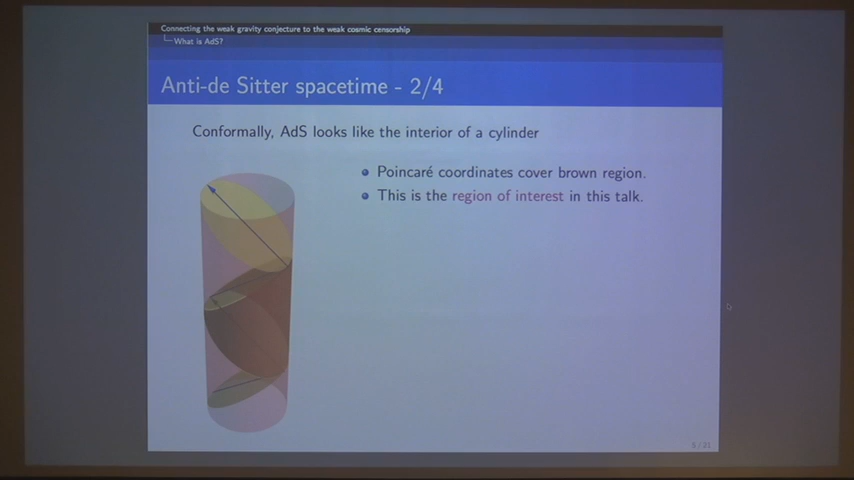 Connecting the weak gravity conjecture to the weak cosmic censorship
What is AdS?
Anti-de Sitter spacetime - 2/4
Conformally, AdS looks like the interior of a cylinder
Poincaré coordinates cover brown region.
This is the region of interest in this talk.
5 / 21